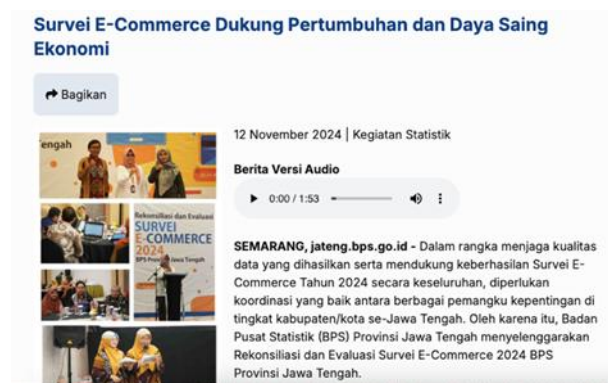 Survei E-Commerce Dukung Pertumbuhan dan Daya Saing
Ekonomi
Bagikan
engah
Rekonsiliasi dan Evaluasi
SURVEI
E-COMMERCE
2024
BPS Provinsi Jawa Tengah
12 November 2024 | Kegiatan Statistik
Berita Versi Audio
0:00 / 1:53
SEMARANG, jateng.bps.go.id - Dalam rangka menjaga kualitas
data yang dihasilkan serta mendukung keberhasilan Survei E-
Commerce Tahun 2024 secara keseluruhan, diperlukan
koordinasi yang baik antara berbagai pemangku kepentingan di
tingkat kabupaten/kota se-Jawa Tengah. Oleh karena itu, Badan
Pusat Statistik (BPS) Provinsi Jawa Tengah menyelenggarakan
Rekonsiliasi dan Evaluasi Survei E-Commerce 2024 BPS
Provinsi Jawa Tengah.